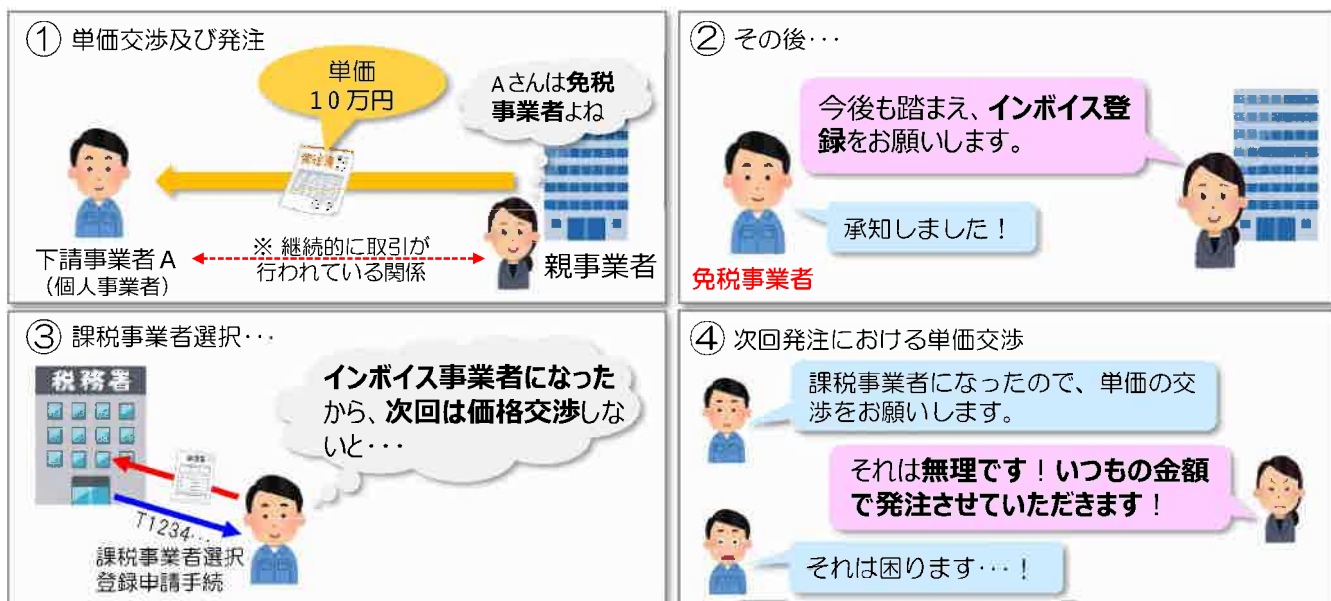 ① 単価交渉及び発注
単価
10万円
Aさんは免税
事業者よね
発注書
下請事業者A
（個人事業者）
※ 継続的に取引が
行われている関係
親事業者
② その後･･･
今後も踏まえ、インボイス登
録をお願いします。
承知しました！
免税事業者
③ 課税事業者選択･･･
税務署
インボイス事業者になった
から、次回は価格交渉しな
いと･･･
T1234...
課税事業者選択
登録申請手続
④ 次回発注における単価交渉
課税事業者になったので、単価の交
渉をお願いします。
それは無理です！いつもの金額
で発注させていただきます！
それは困ります･･･！